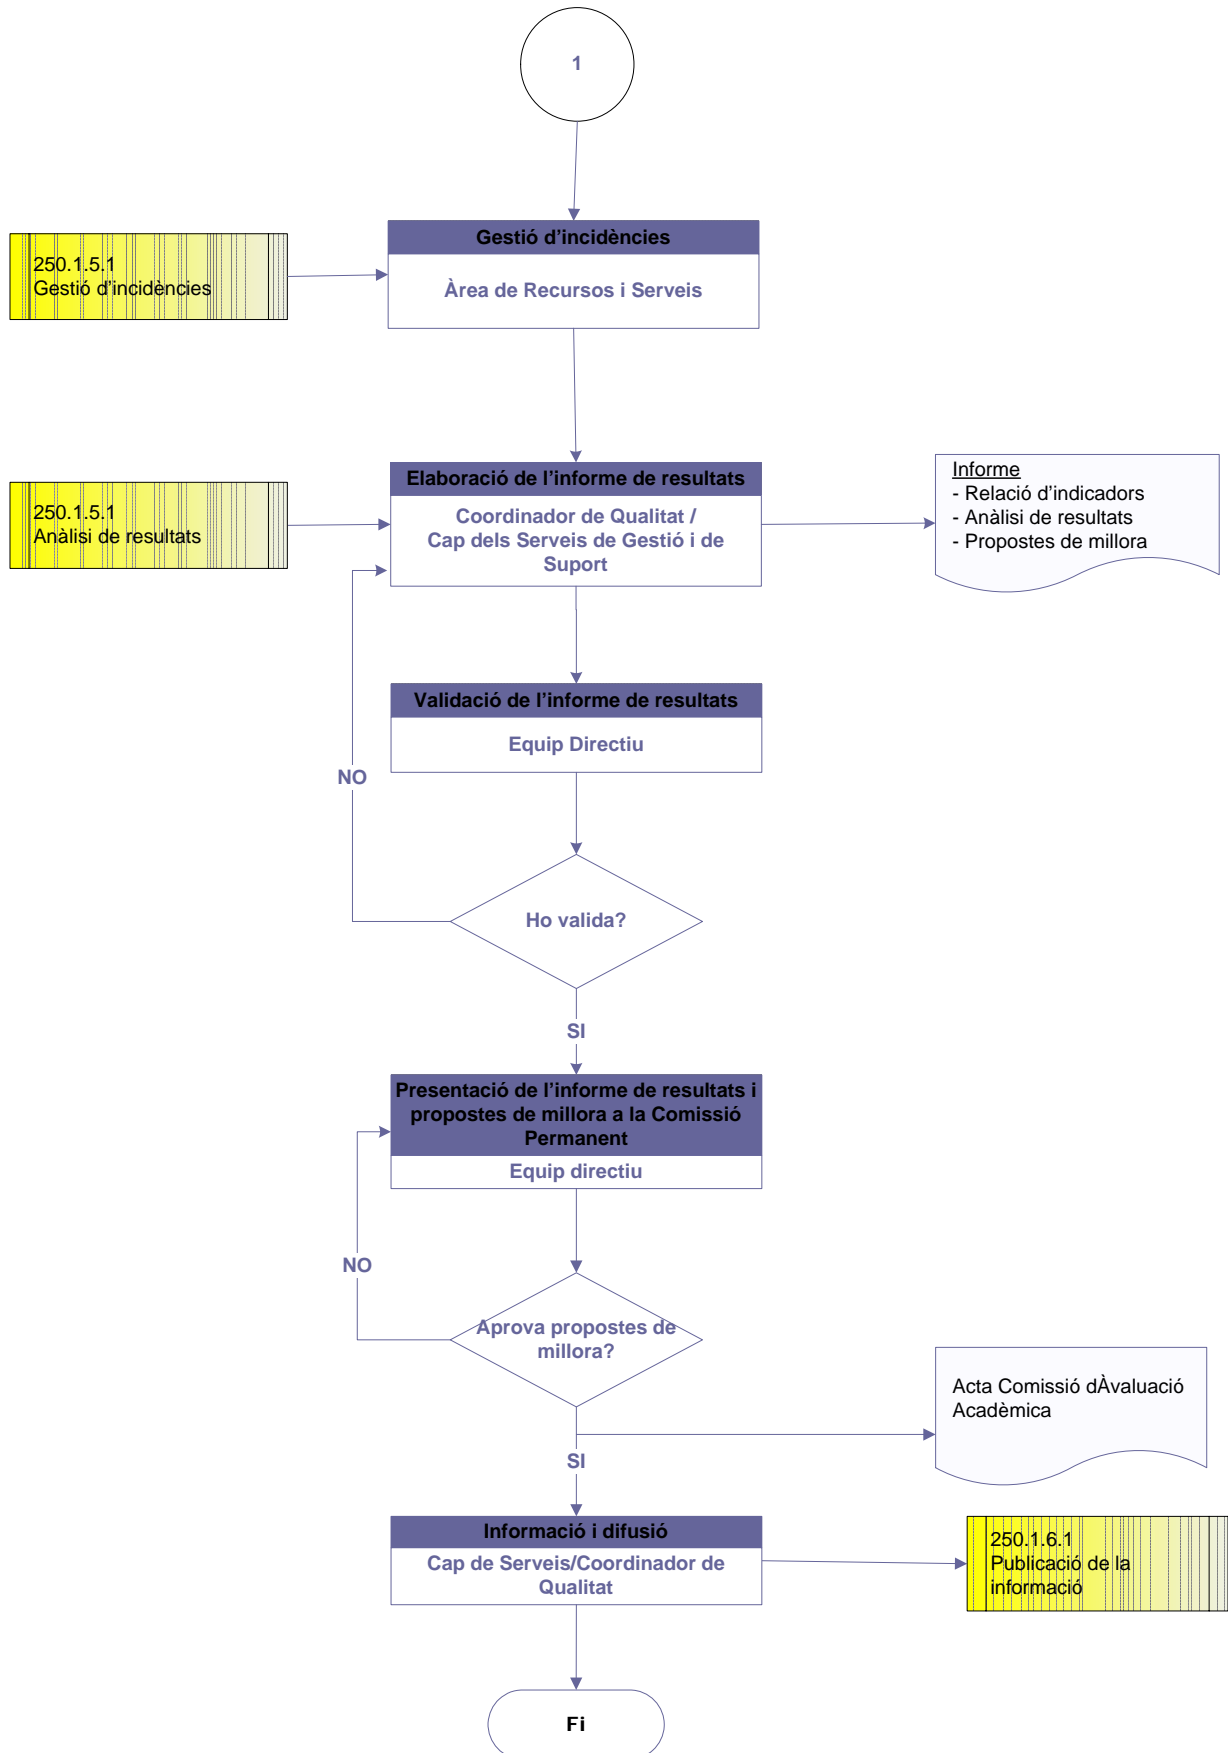 1
Gestió d’incidències
Àrea de Recursos i Serveis
250.1.5.1
Gestió d’incidències
Elaboració de l’informe de resultats
Coordinador de Qualitat /
Cap dels Serveis de Gestió i de
Suport
250.1.5.1
Anàlisi de resultats
Informe
- Relació d’indicadors
- Anàlisi de resultats
- Propostes de millora
Validació de l’informe de resultats
Equip Directiu
NO
Ho valida?
SI
Presentació de l’informe de resultats i
propostes de millora a la Comissió
Permanent
Equip directiu
NO
Aprova propostes de
millora?
Acta Comissió dÀvaluació
Acadèmica
SI
Informació i difusió
Cap de Serveis/Coordinador de
Qualitat
250.1.6.1
Publicació de la
informació
Fi